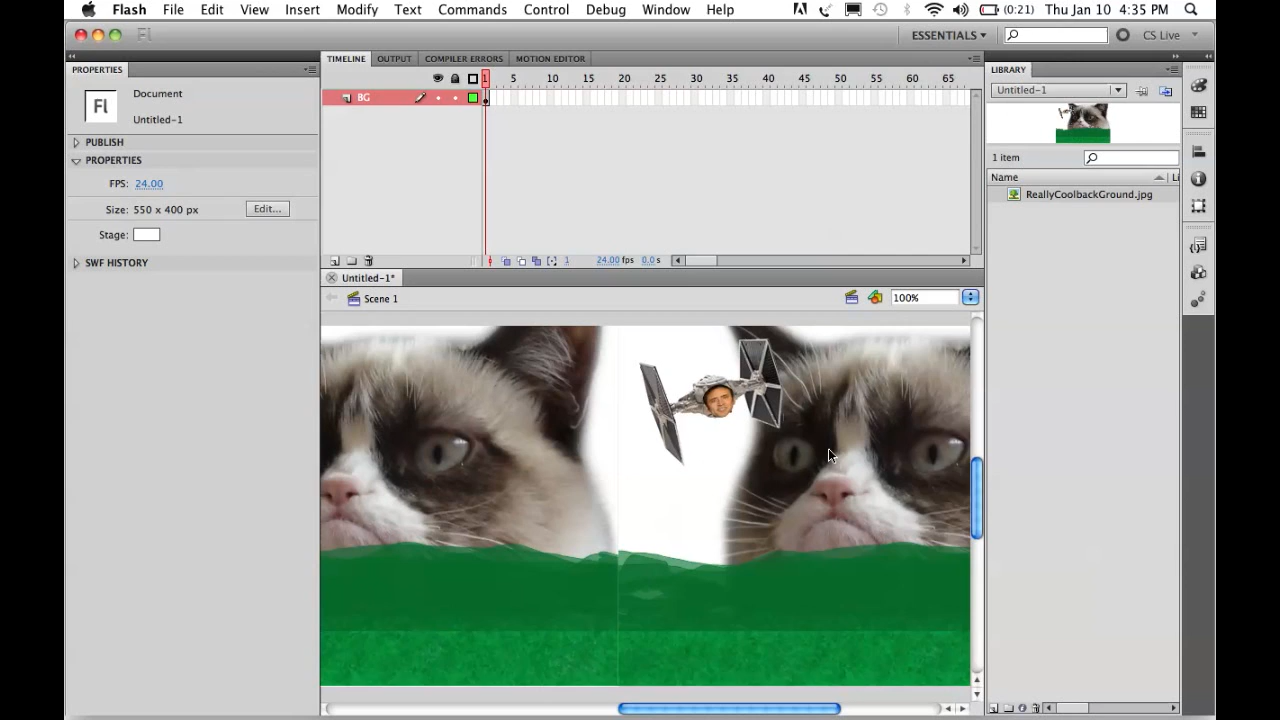 Flash File Edit View Insert Modify Text Commands Control Debug Window Help (0:21) Thu Jan 10 4:35 PM
Fl ESSENTIALS CS Live
PROPERTIES
Fl Document
Untitled-1
PUBLISH
PROPERTIES
FPS: 24.00
Size: 550 x 400 px Edit...
Stage:
SWF HISTORY
TIMELINE OUTPUT COMPILER ERRORS MOTION EDITOR
1 5 10 15 20 25 30 35 40 45 50 55 60 65
BG
1 24.00 fps 0.0 s
Untitled-1*
Scene 1 100%
LIBRARY
Untitled-1
1 item
Name Li
ReallyCoolbackGround.jpg